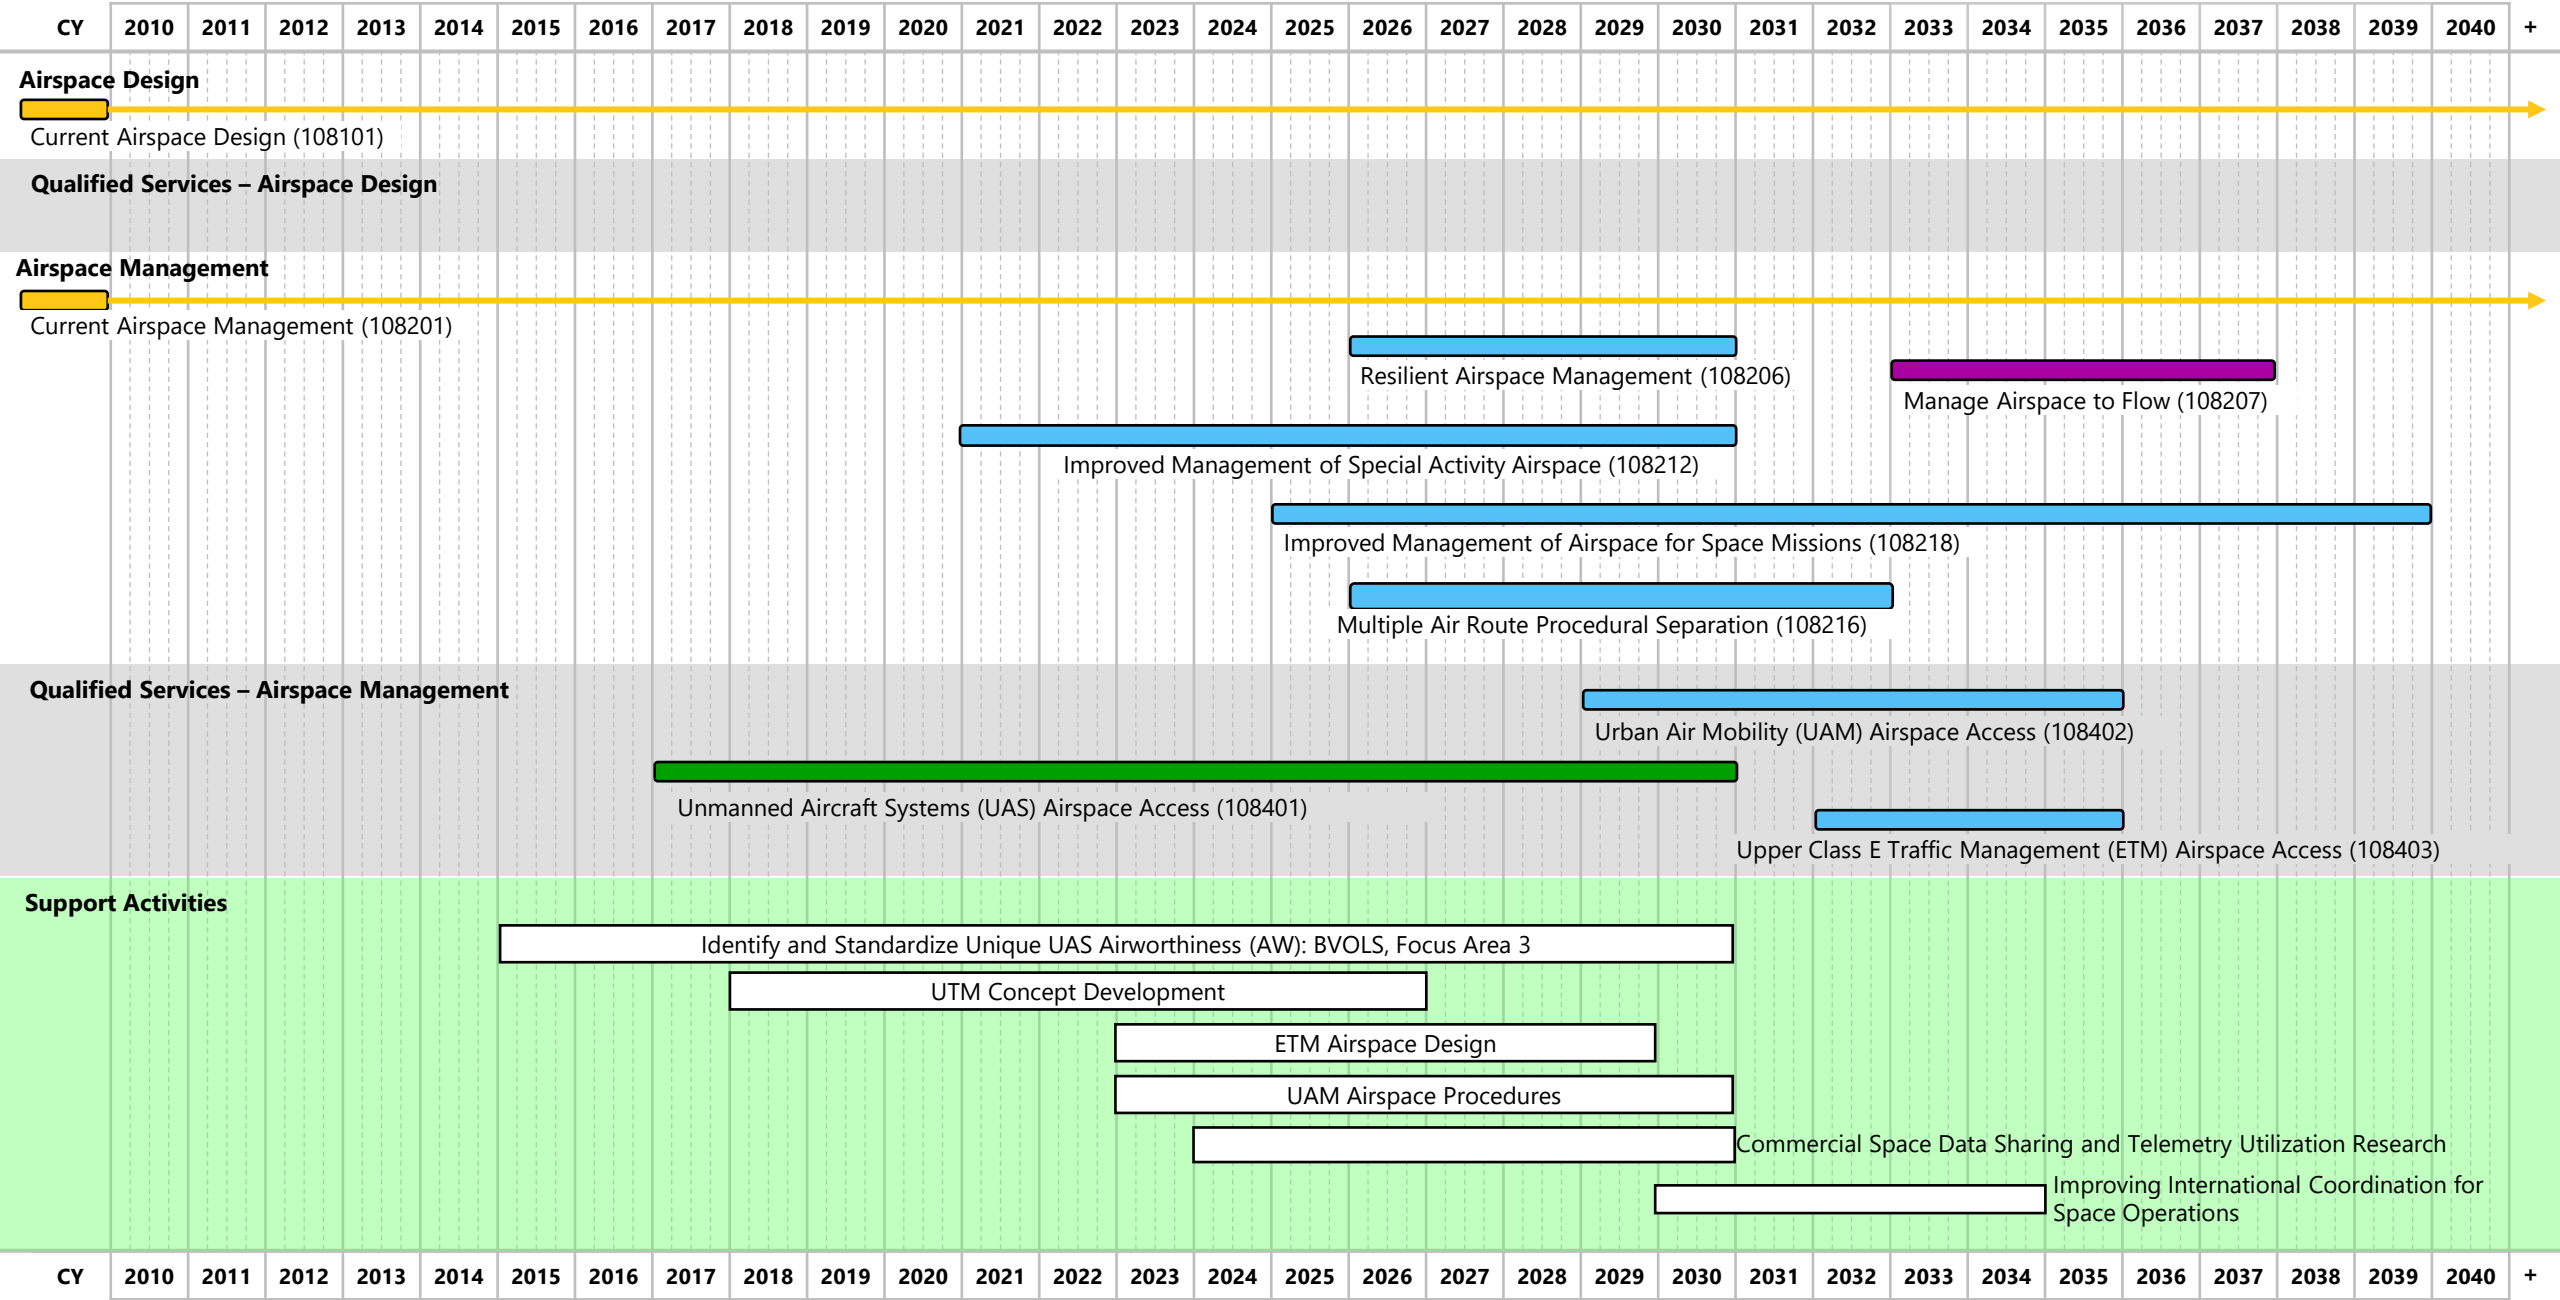 CY 2010 2011 2012 2013 2014 2015 2016 2017 2018 2019 2020 2021 2022 2023 2024 2025 2026 2027 2028 2029 2030 2031 2032 2033 2034 2035 2036 2037 2038 2039 2040 +
Airspace Design
Current Airspace Design (108101)
Qualified Services – Airspace Design
Airspace Management
Current Airspace Management (108201)
Resilient Airspace Management (108206)
Manage Airspace to Flow (108207)
Improved Management of Special Activity Airspace (108212)
Improved Management of Airspace for Space Missions (108218)
Multiple Air Route Procedural Separation (108216)
Qualified Services – Airspace Management
Urban Air Mobility (UAM) Airspace Access (108402)
Unmanned Aircraft Systems (UAS) Airspace Access (108401)
Upper Class E Traffic Management (ETM) Airspace Access (108403)
Support Activities
Identify and Standardize Unique UAS Airworthiness (AW): BVOLS, Focus Area 3
UTM Concept Development
ETM Airspace Design
UAM Airspace Procedures
Commercial Space Data Sharing and Telemetry Utilization Research
Improving International Coordination for
Space Operations
CY 2010 2011 2012 2013 2014 2015 2016 2017 2018 2019 2020 2021 2022 2023 2024 2025 2026 2027 2028 2029 2030 2031 2032 2033 2034 2035 2036 2037 2038 2039 2040 +